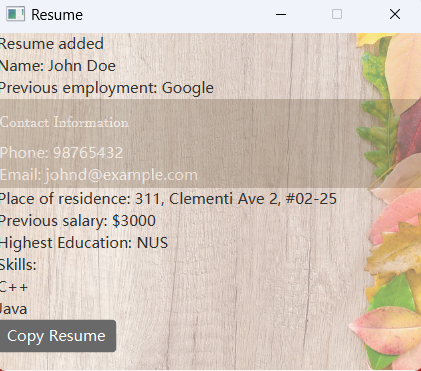 Resume
Resume added
Name: John Doe
Previous employment: Google
Contact Information
Phone: 98765432
Email: johnd@example.com
Place of residence: 311, Clementi Ave 2, #02-25
Previous salary: $3000
Highest Education: NUS
Skills:
C++
Java
Copy Resume